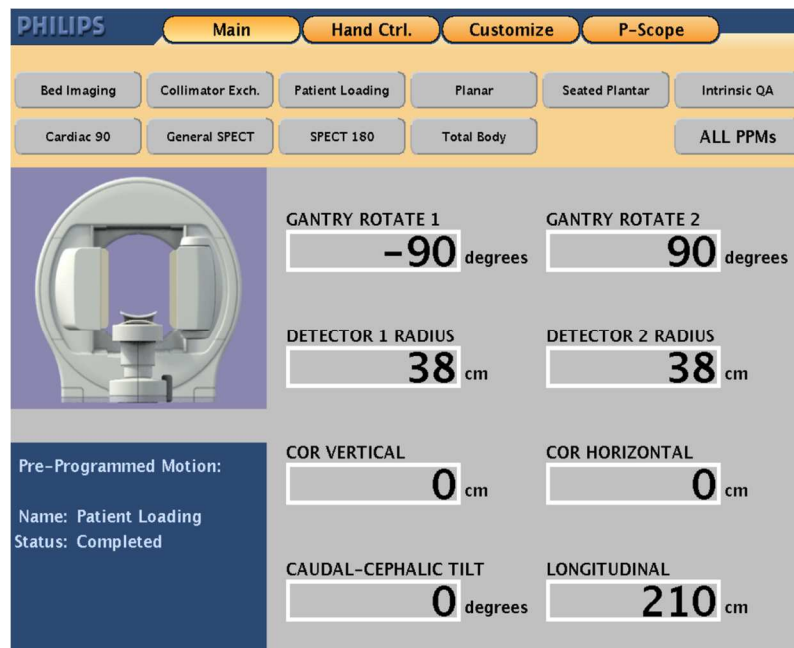 PHILIPS
Main
Hand Ctrl.
Customize
P-Scope
Bed Imaging
Collimator Exch.
Patient Loading
Planar
Seated Plantar
Intrinsic QA
Cardiac 90
General SPECT
SPECT 180
Total Body
ALL PPMs
GANTRY ROTATE 1
-90 degrees
GANTRY ROTATE 2
90 degrees
DETECTOR 1 RADIUS
38 cm
DETECTOR 2 RADIUS
38 cm
Pre-Programmed Motion:
Name: Patient Loading
Status: Completed
COR VERTICAL
0 cm
COR HORIZONTAL
0 cm
CAUDAL-CEPHALIC TILT
0 degrees
LONGITUDINAL
210 cm